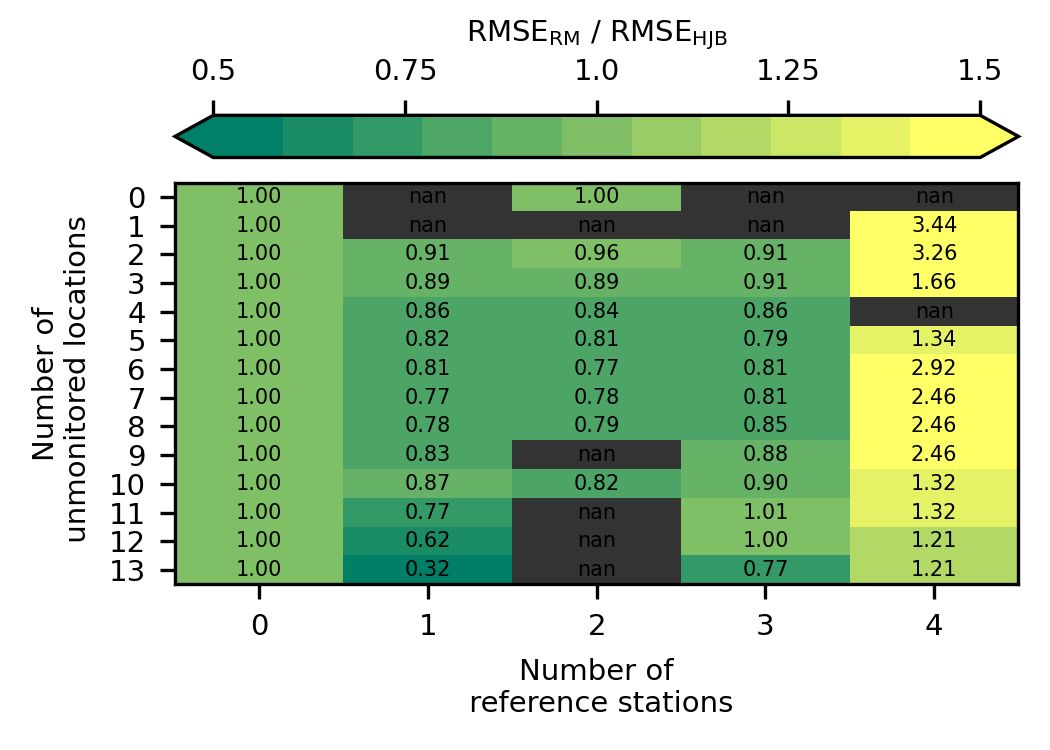 RMSE_RM / RMSE_HJB
0.5 0.75 1.0 1.25 1.5
0 1.00 nan 1.00 nan nan
1 1.00 nan nan nan 3.44
2 1.00 0.91 0.96 0.91 3.26
3 1.00 0.89 0.89 0.91 1.66
4 1.00 0.86 0.84 0.86 nan
5 1.00 0.82 0.81 0.79 1.34
6 1.00 0.81 0.77 0.81 2.92
7 1.00 0.77 0.78 0.81 2.46
8 1.00 0.78 0.79 0.85 2.46
9 1.00 0.83 nan 0.88 2.46
10 1.00 0.87 0.82 0.90 1.32
11 1.00 0.77 nan 1.01 1.32
12 1.00 0.62 nan 1.00 1.21
13 1.00 0.32 nan 0.77 1.21
Number of
unmonitored locations
0 1 2 3 4
Number of
reference stations